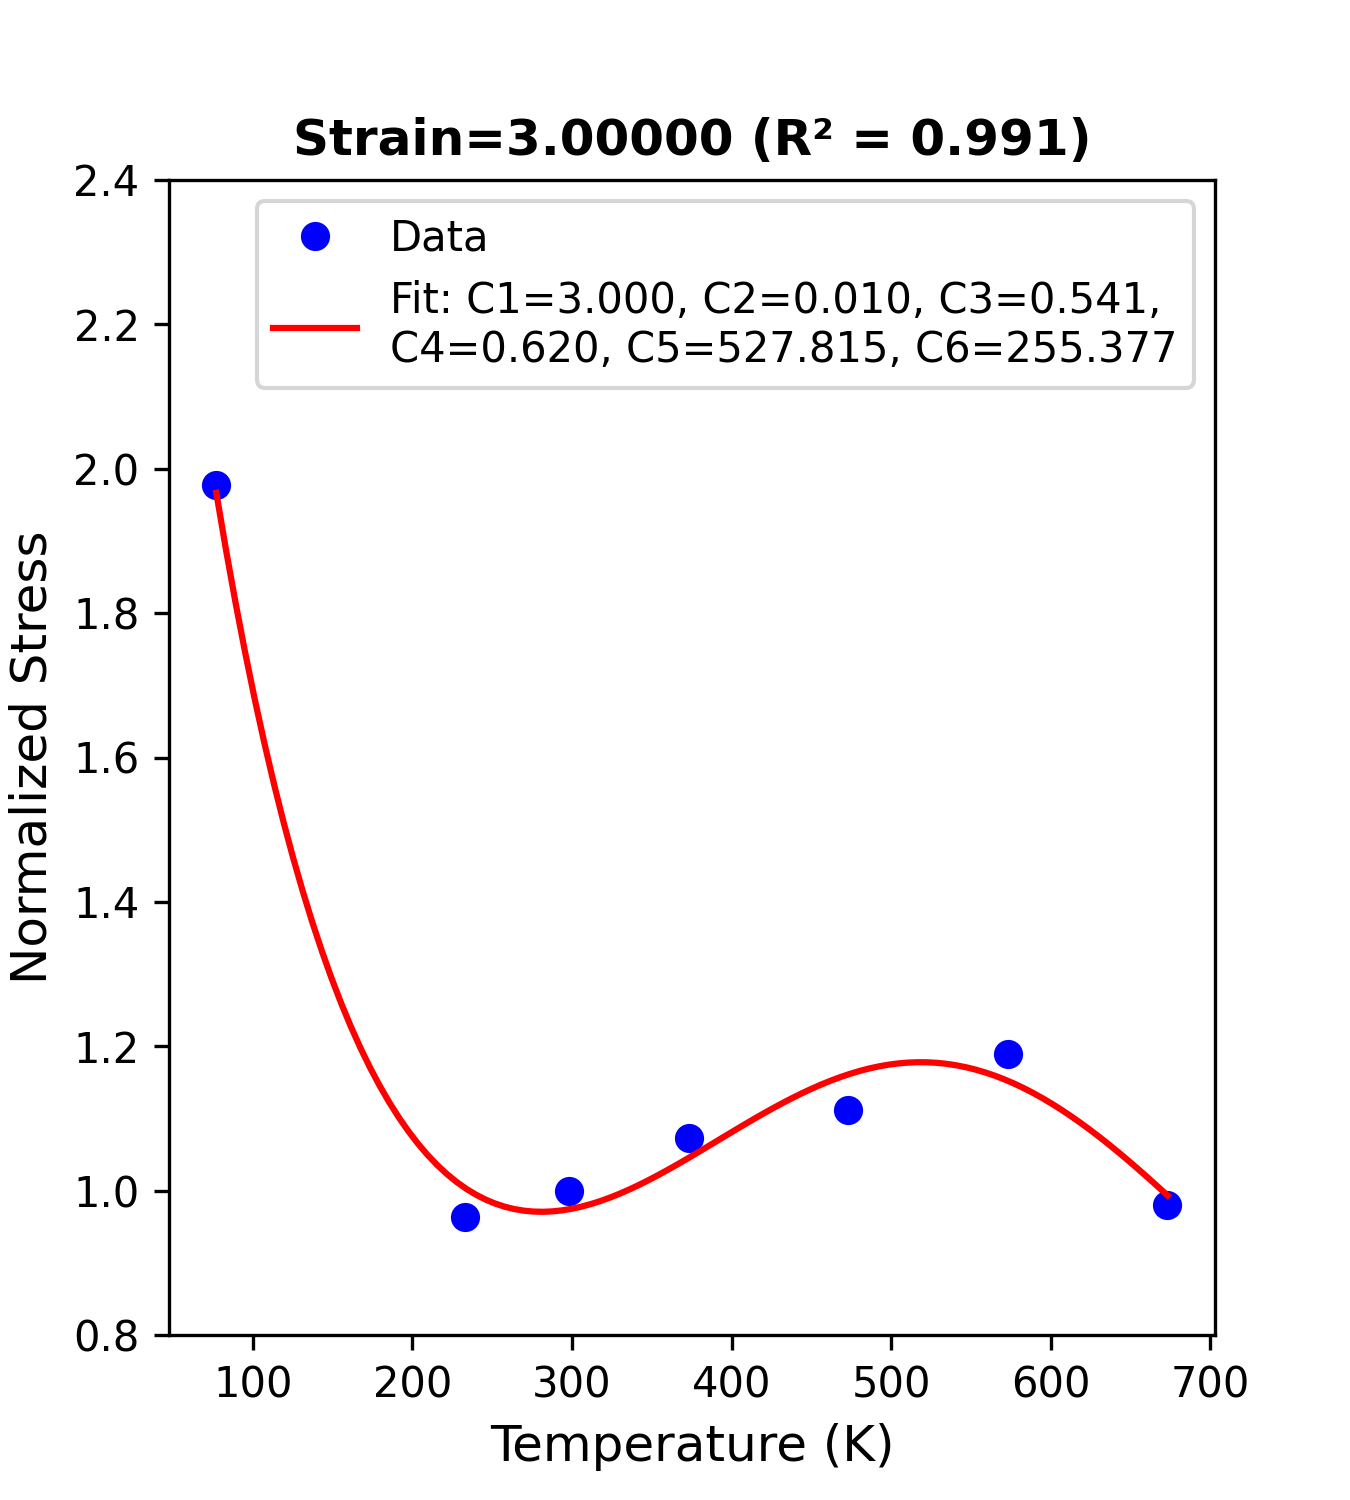 Strain=3.00000 (R² = 0.991)
2.4
2.2
2.0
1.8
1.6
1.4
1.2
1.0
0.8
Data
Fit: C1=3.000, C2=0.010, C3=0.541,
C4=0.620, C5=527.815, C6=255.377
Normalized Stress
100 200 300 400 500 600 700
Temperature (K)